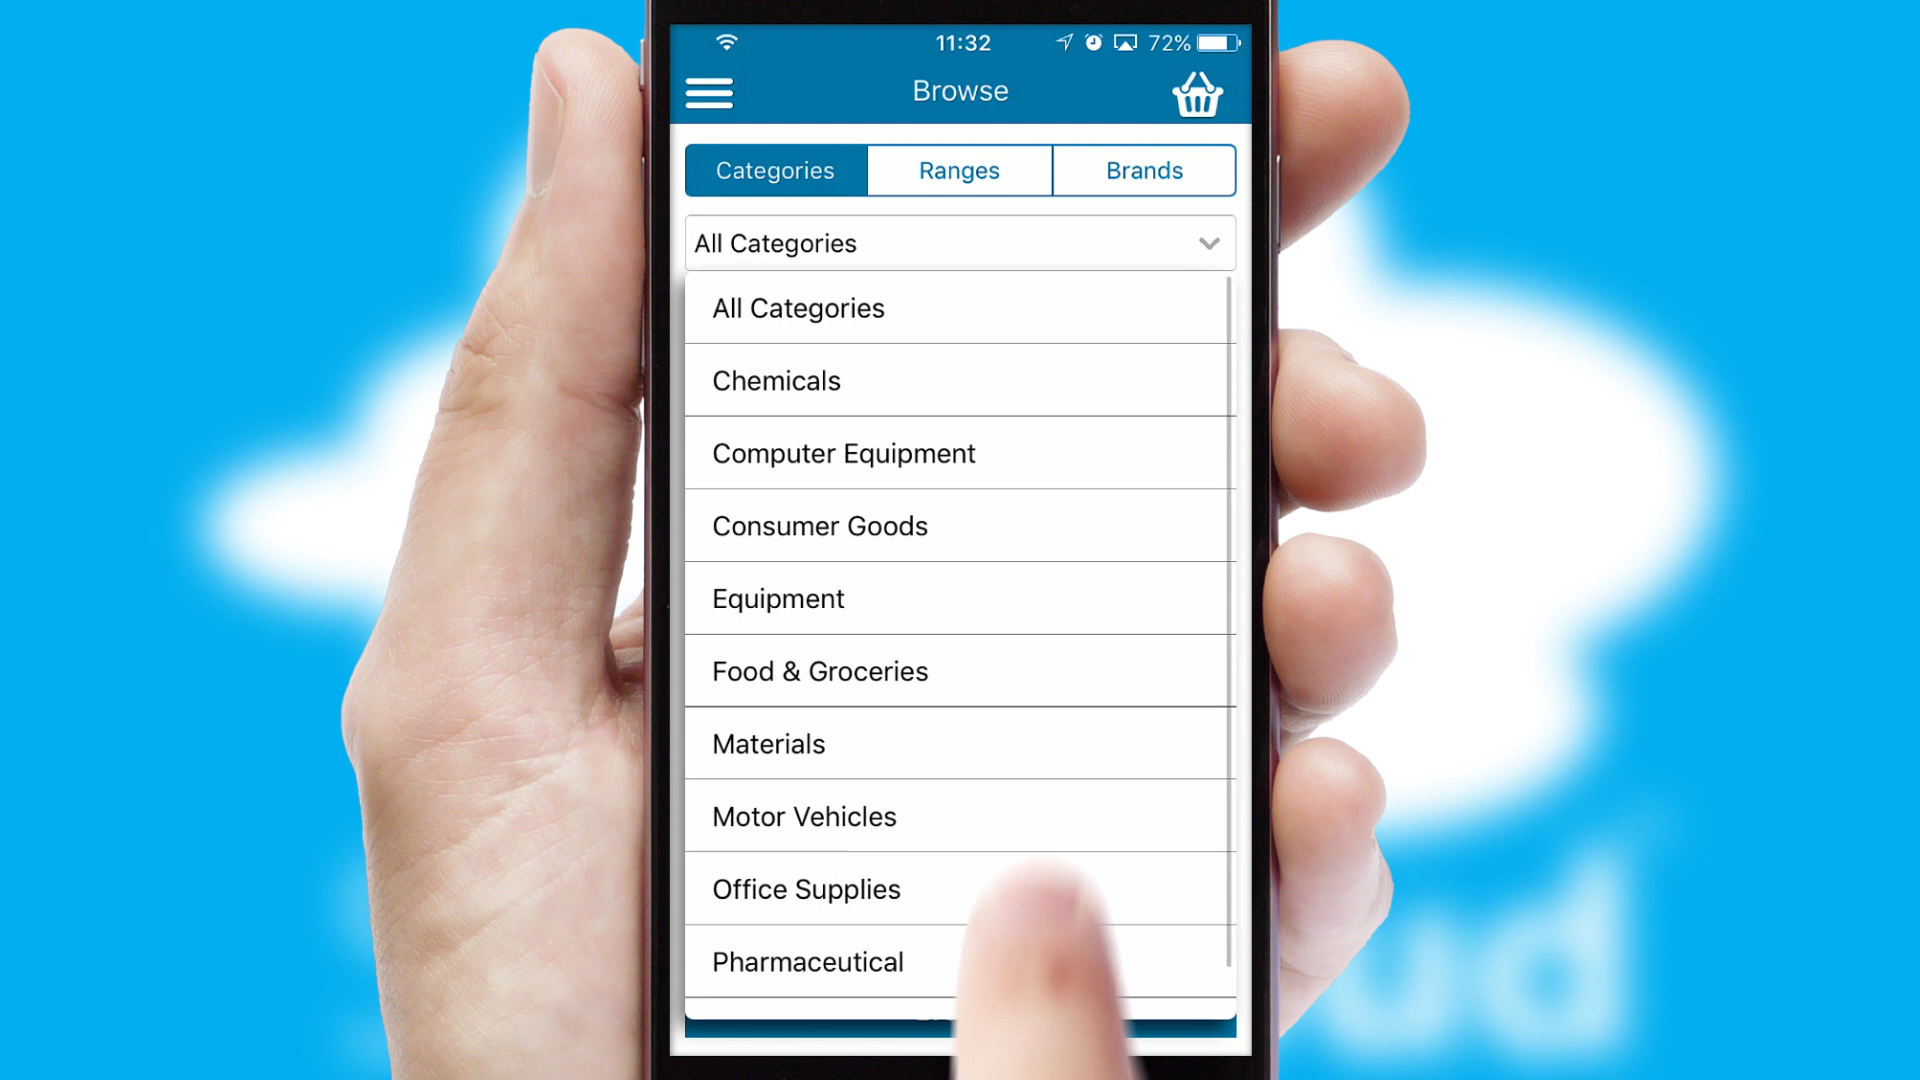 11:32
72%
Browse
Categories
Ranges
Brands
All Categories
All Categories
Chemicals
Computer Equipment
Consumer Goods
Equipment
Food & Groceries
Materials
Motor Vehicles
Office Supplies
Pharmaceutical